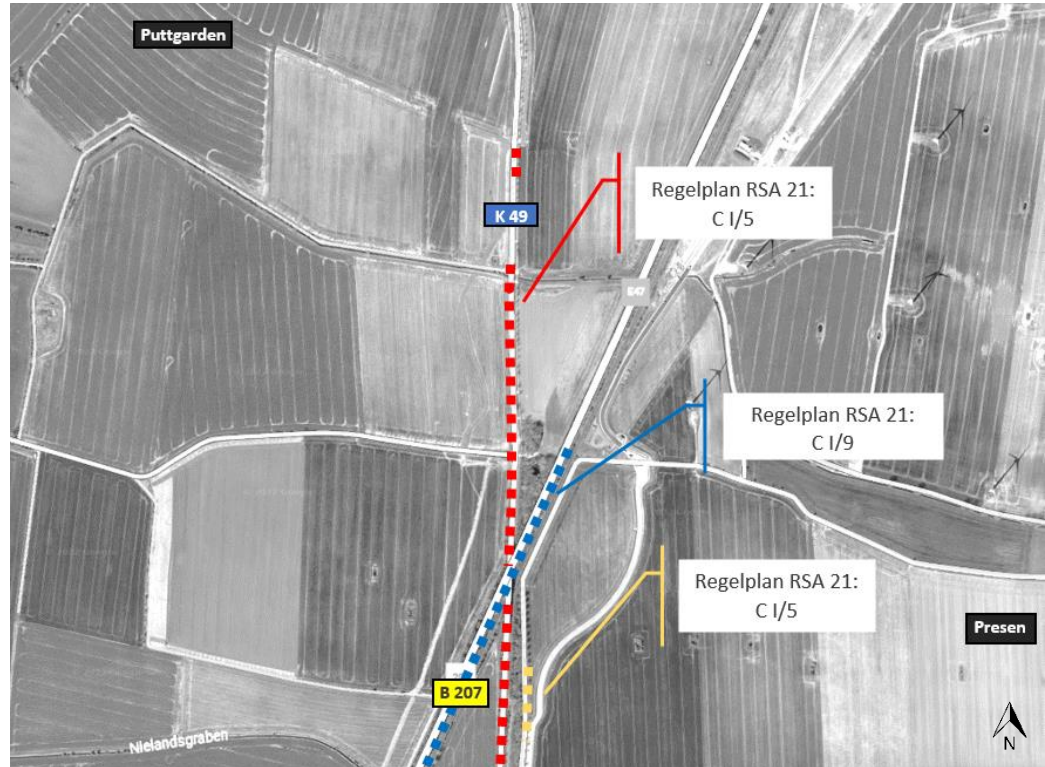 Puttgarden
Regelplan RSA 21:
C I/5
K 49
E47
Regelplan RSA 21:
C I/9
Regelplan RSA 21:
C I/5
Presen
B 207
Nielandsgraben
N